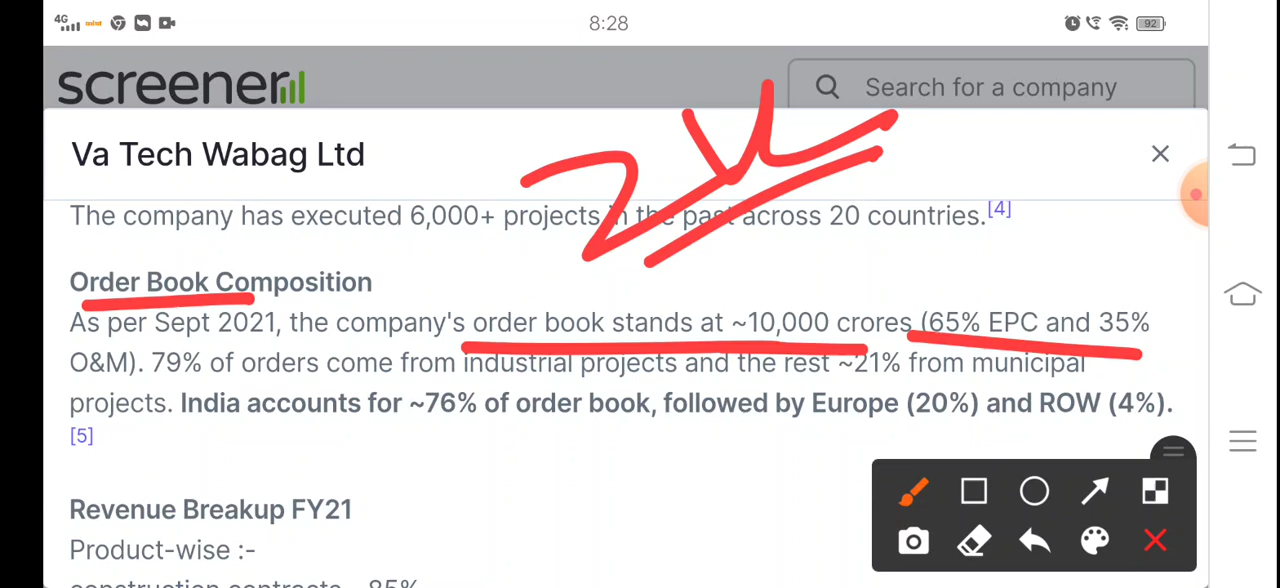 4G 8:28 92
screener Search for a company
Va Tech Wabag Ltd
The company has executed 6,000+ projects in the past across 20 countries.[4]
Order Book Composition
As per Sept 2021, the company's order book stands at ~10,000 crores (65% EPC and 35%
O&M). 79% of orders come from industrial projects and the rest ~21% from municipal
projects. India accounts for ~76% of order book, followed by Europe (20%) and ROW (4%).
[5]
Revenue Breakup FY21
Product-wise :-
construction contracts - 85%